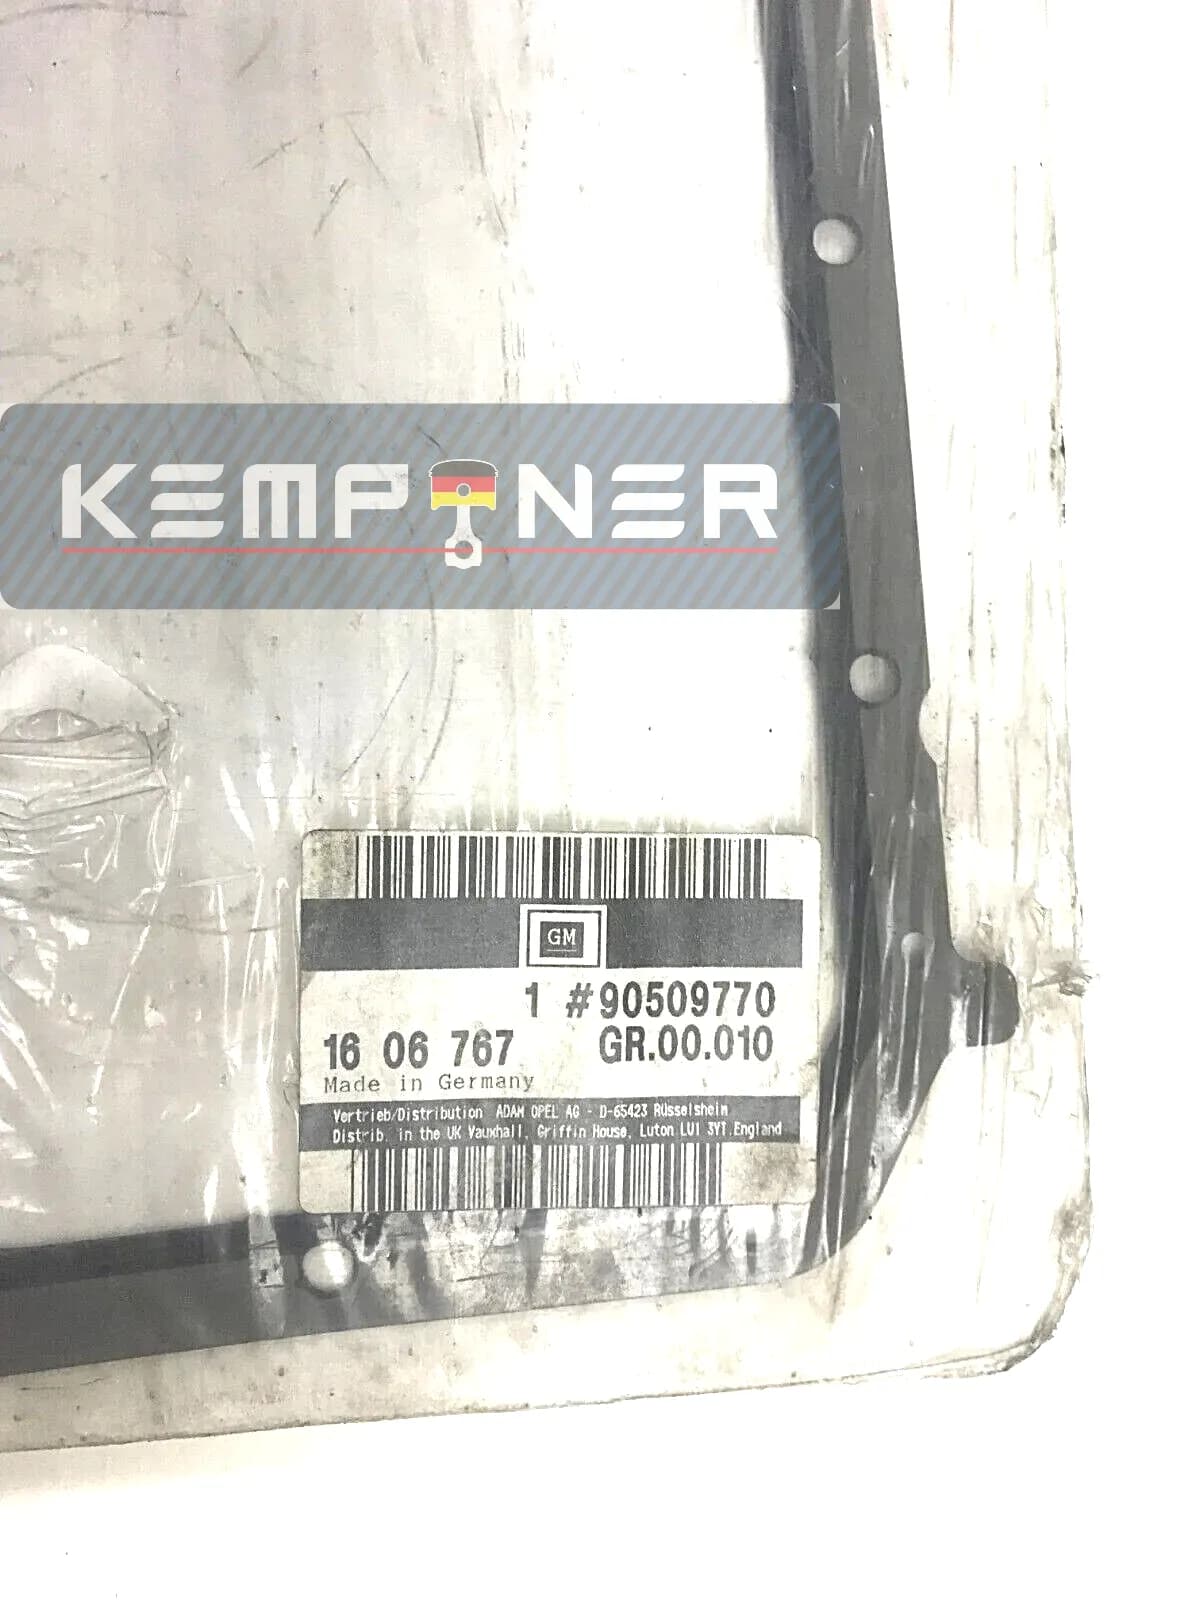 KEMPTNER
GM
1 #90509770
16 06 767 GR.00.010
Made in Germany
Vertrieb/Distribution ADAM OPEL AG - D-65423 Rüsselsheim
Distrib. in the UK Vauxhall, Griffin House, Luton LU1 3YT.England